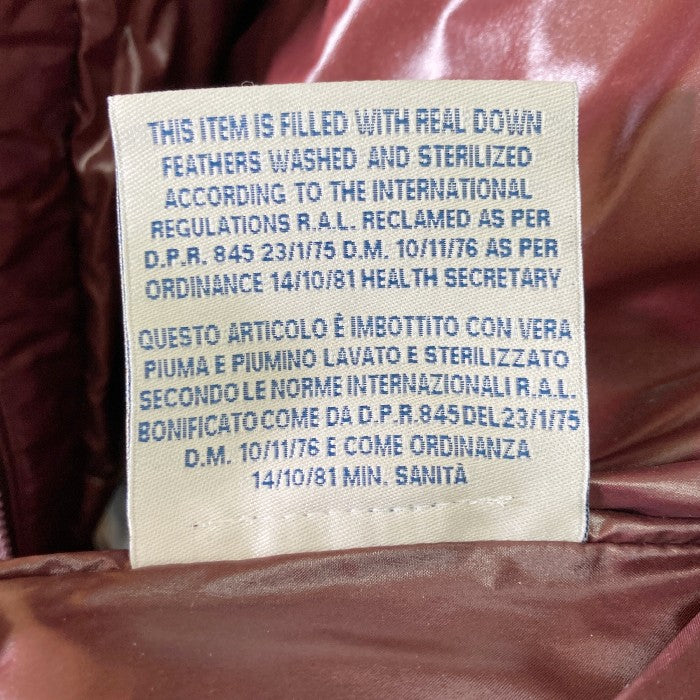 THIS ITEM IS FILLED WITH REAL DOWN
FEATHERS WASHED AND STERILIZED
ACCORDING TO THE INTERNATIONAL
REGULATIONS R.A.L. RECLAMED AS PER
D.P.R. 845 23/1/75 D.M. 10/11/76 AS PER
ORDINANCE 14/10/81 HEALTH SECRETARY
QUESTO ARTICOLO È IMBOTTITO CON VERA
PIUMA E PIUMINO LAVATO E STERILIZZATO
SECONDO LE NORME INTERNAZIONALI R.A.L.
BONIFICATO COME DA D.P.R. 845 DEL 23/1/75
D.M. 10/11/76 E COME ORDINANZA
14/10/81 MIN. SANITÀ